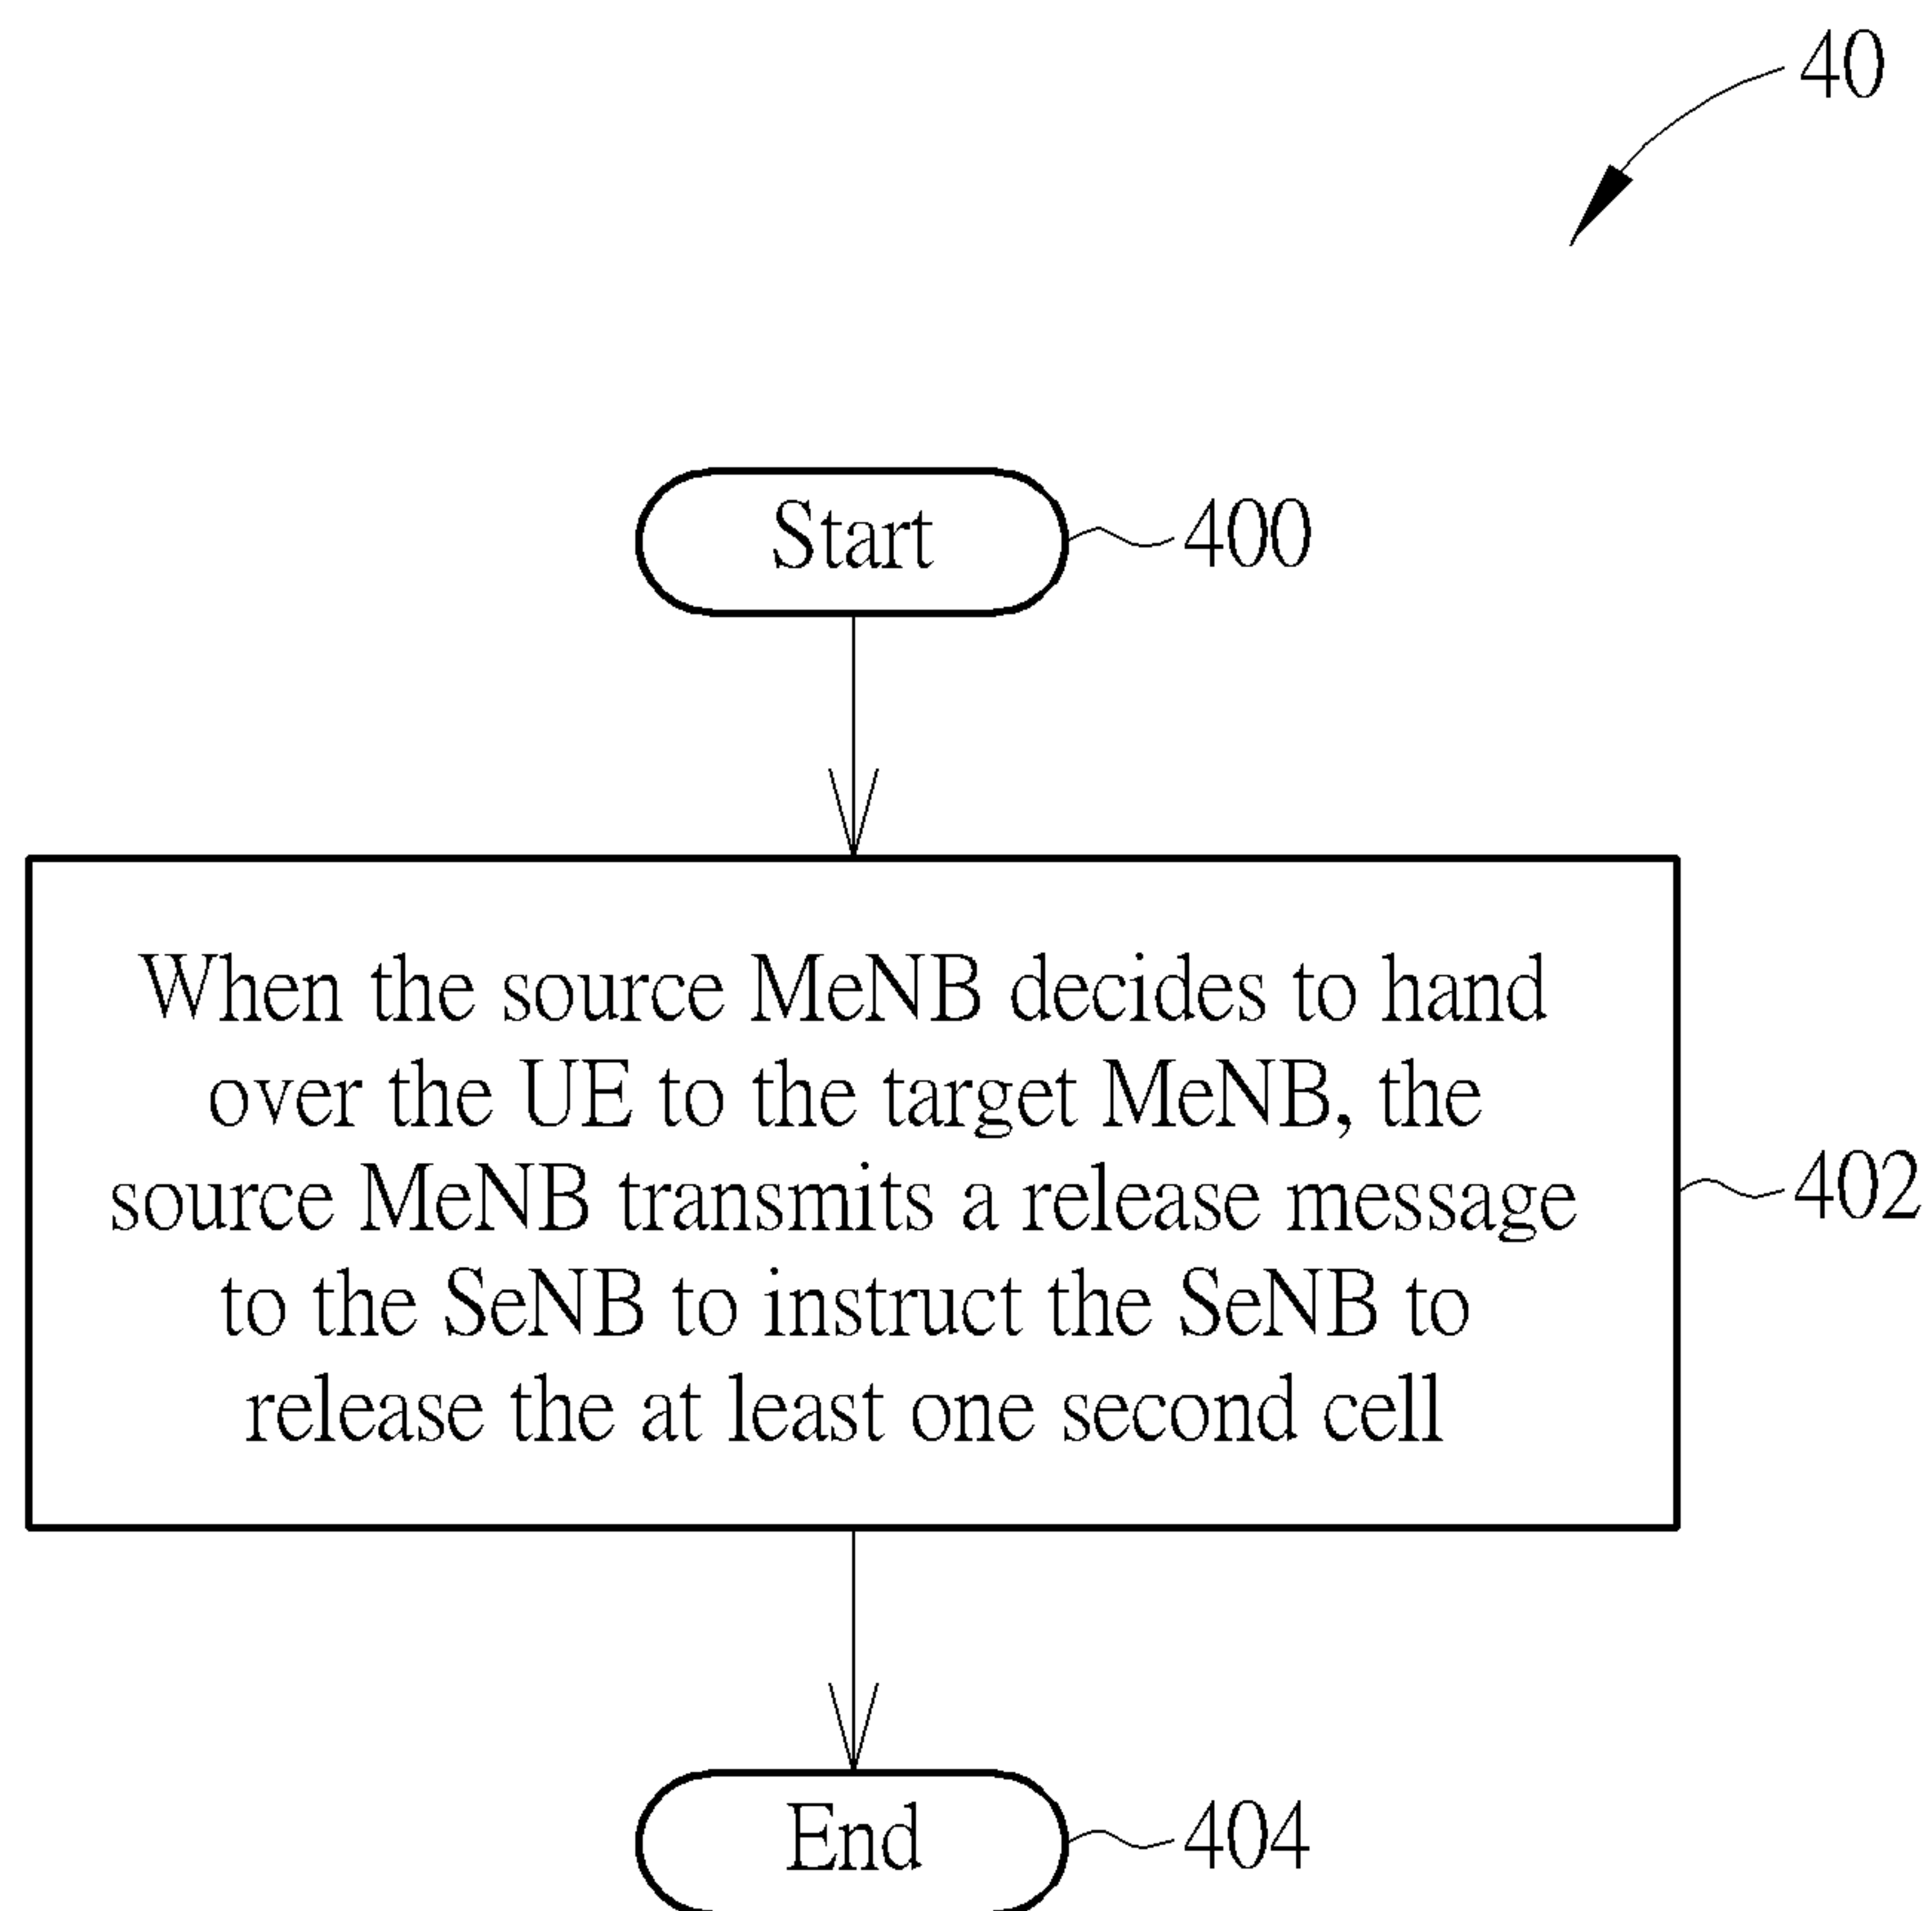 40
Start
400
When the source MeNB decides to hand
over the UE to the target MeNB, the
source MeNB transmits a release message
to the SeNB to instruct the SeNB to
release the at least one second cell
402
End
404